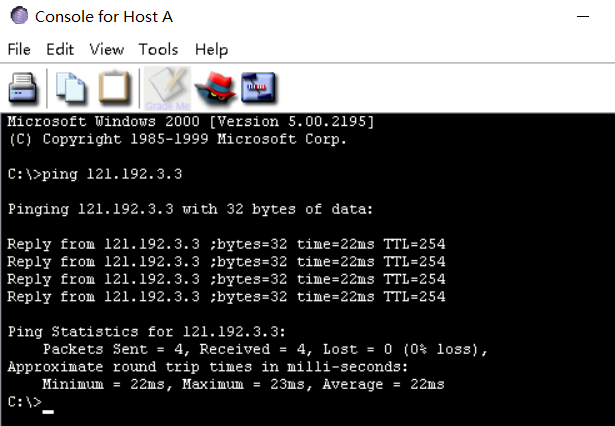 Console for Host A
File Edit View Tools Help
Grade Me
Microsoft Windows 2000 [Version 5.00.2195]
(C) Copyright 1985-1999 Microsoft Corp.
C:\>ping 121.192.3.3
Pinging 121.192.3.3 with 32 bytes of data:
Reply from 121.192.3.3 ;bytes=32 time=22ms TTL=254
Reply from 121.192.3.3 ;bytes=32 time=22ms TTL=254
Reply from 121.192.3.3 ;bytes=32 time=22ms TTL=254
Reply from 121.192.3.3 ;bytes=32 time=22ms TTL=254
Ping Statistics for 121.192.3.3:
Packets Sent = 4, Received = 4, Lost = 0 (0% loss),
Approximate round trip times in milli-seconds:
Minimum = 22ms, Maximum = 23ms, Average = 22ms
C:\>